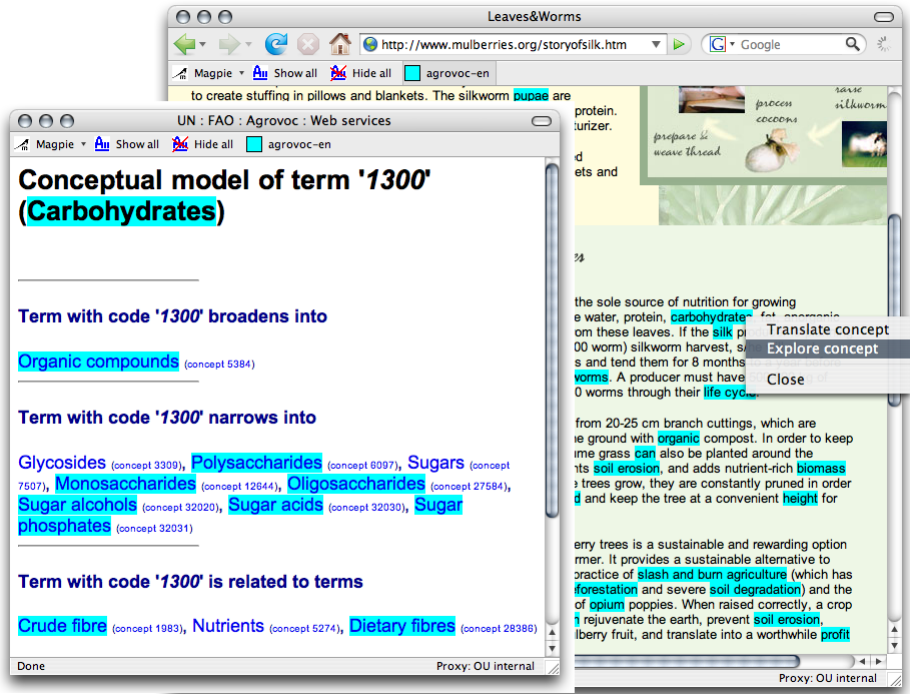 Leaves&Worms
http://www.mulberries.org/storyofsilk.htm
Google
Magpie Show all Hide all agrovoc-en
to create stuffing in pillows and blankets. The silkworm pupae are
protein.
turizer.
d
ets and
raise
silkworm
process
cocoons
prepare &
weave thread
the sole source of nutrition for growing
e water, protein, carbohydrates, fat,
om these leaves. If the silk
00 worm) silkworm harvest,
s and tend them for 8 months
worms. A producer must have
0 worms through their life cycle.
Translate concept
Explore concept
Close
from 20-25 cm branch cuttings, which are
e ground with organic compost. In order to keep
me grass can also be planted around the
nts soil erosion, and adds nutrient-rich biomass
e trees grow, they are constantly pruned in order
d and keep the tree at a convenient height for
erry trees is a sustainable and rewarding option
rmer. It provides a sustainable alternative to
practice of slash and burn agriculture (which has
eforestation and severe soil degradation) and the
of opium poppies. When raised correctly, a crop
n rejuvenate the earth, prevent soil erosion,
lberry fruit, and translate into a worthwhile profit
Proxy: OU internal
UN : FAO : Agrovoc : Web services
Magpie Show all Hide all agrovoc-en
Conceptual model of term '1300'
(Carbohydrates)
Term with code '1300' broadens into
Organic compounds (concept 5384)
Term with code '1300' narrows into
Glycosides (concept 3309), Polysaccharides (concept 6097), Sugars (concept
7507), Monosaccharides (concept 12644), Oligosaccharides (concept 27584),
Sugar alcohols (concept 32020), Sugar acids (concept 32030), Sugar
phosphates (concept 32031)
Term with code '1300' is related to terms
Crude fibre (concept 1983), Nutrients (concept 5274), Dietary fibres (concept 28386)
Done Proxy: OU internal